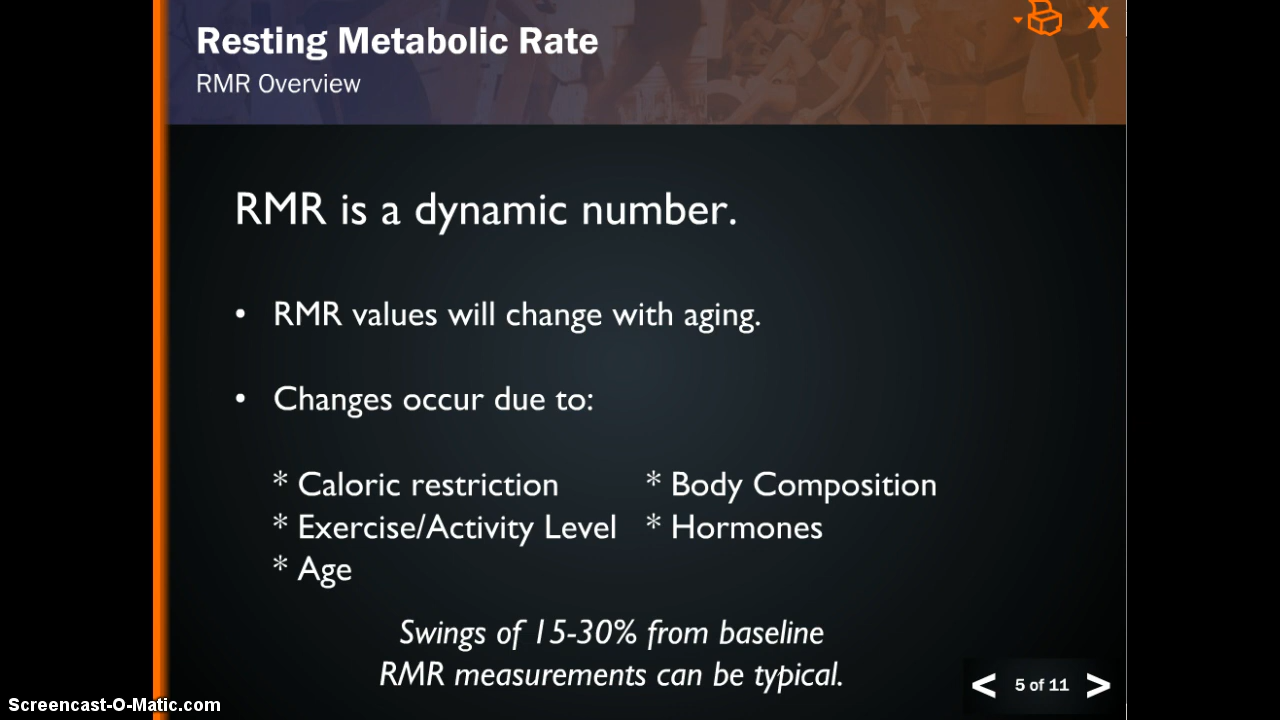 Resting Metabolic Rate
RMR Overview
X
RMR is a dynamic number.
• RMR values will change with aging.
• Changes occur due to:
* Caloric restriction * Body Composition
* Exercise/Activity Level * Hormones
* Age
Swings of 15-30% from baseline
RMR measurements can be typical.
< 5 of 11 >
Screencast-O-Matic.com